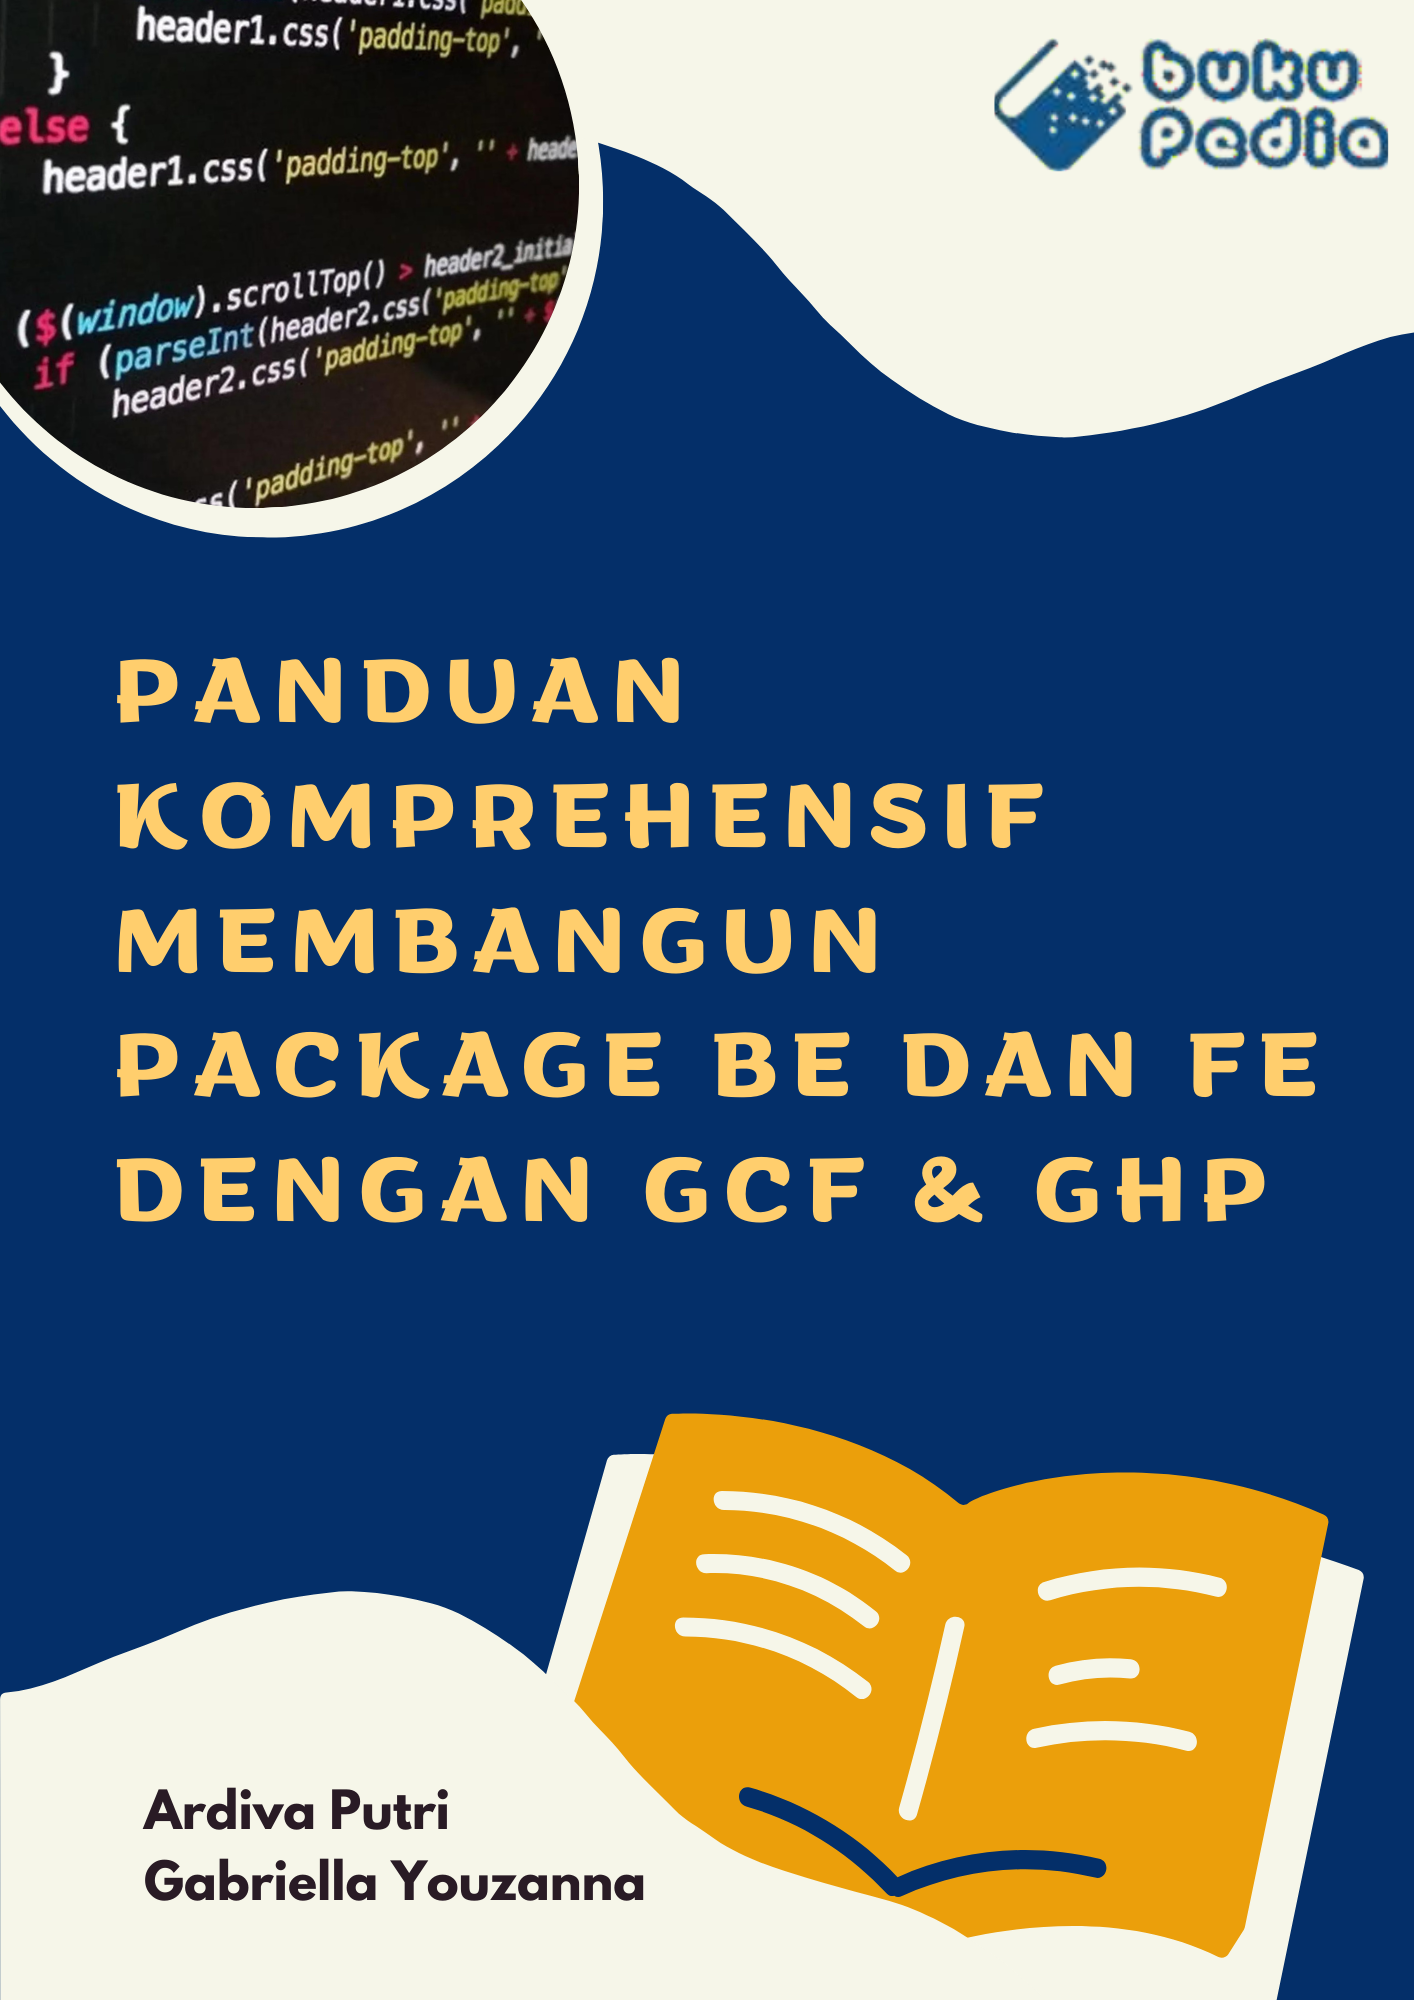 header1.css('padding-top', '
}
else {
header1.css('padding-top', '' + heade
($(window).scrollTop() > header2_initia
if (parseInt(header2.css('padding-top'
header2.css('padding-top', '' + $
ss('padding-top', ''
buku
Pedia
PANDUAN
KOMPREHENSIF
MEMBANGUN
PACKAGE BE DAN FE
DENGAN GCF & GHP
Ardiva Putri
Gabriella Youzanna